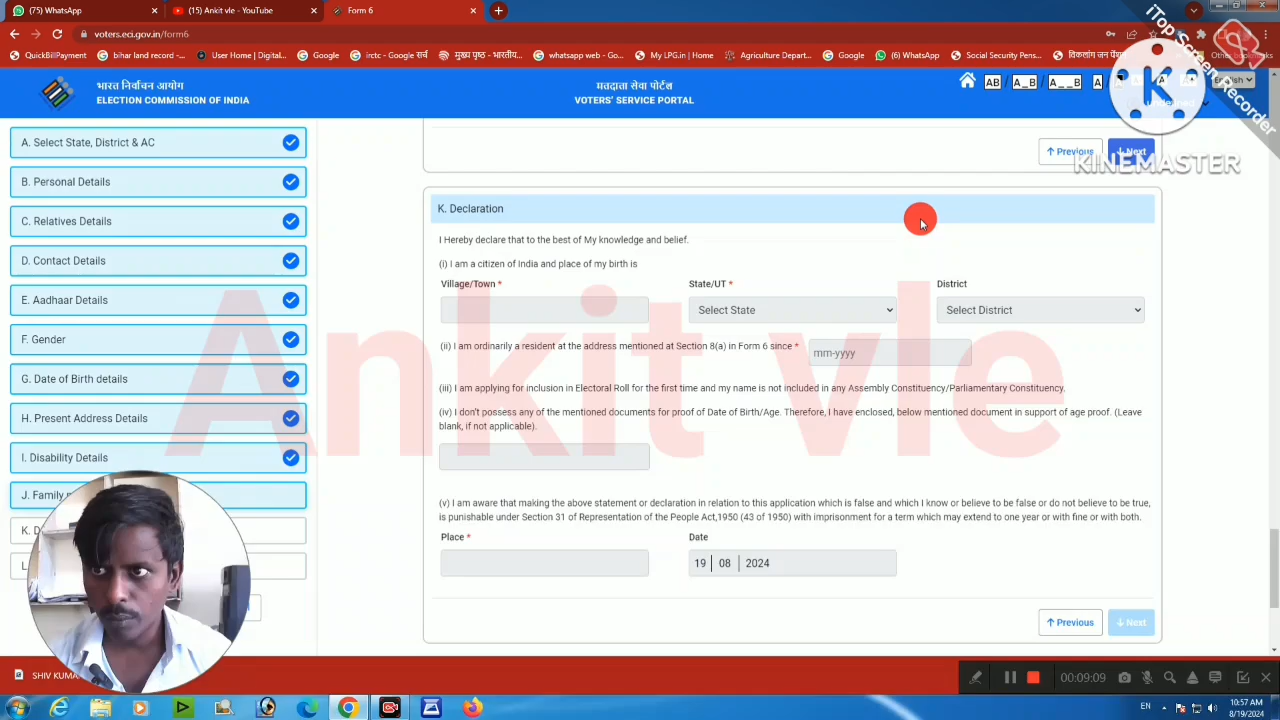 (75) WhatsApp
(15) Ankit vle - YouTube
Form 6
voters.eci.gov.in/form6
QuickBillPayment
bihar land record -...
User Home | Digital...
Google
irctc - Google सर्च
मुख्य पृष्ठ - भारतीय...
whatsapp web - Go...
My LPG.in | Home
Agriculture Depart...
Google
(6) WhatsApp
Social Security Pens...
विकलांग जन पें...
Other bookmarks
iTop Screen Recorder
भारत निर्वाचन आयोग
ELECTION COMMISSION OF INDIA
मतदाता सेवा पोर्टल
VOTERS' SERVICE PORTAL
AB / A_B / A__B
A
English
undefined
K
KINEMASTER
A. Select State, District & AC
B. Personal Details
C. Relatives Details
D. Contact Details
E. Aadhaar Details
F. Gender
G. Date of Birth details
H. Present Address Details
I. Disability Details
J. Family
K. D
L
Previous
Next
K. Declaration
I Hereby declare that to the best of My knowledge and belief.
(i) I am a citizen of India and place of my birth is
Village/Town *
State/UT *
District
Select State
Select District
(ii) I am ordinarily a resident at the address mentioned at Section 8(a) in Form 6 since *
mm-yyyy
(iii) I am applying for inclusion in Electoral Roll for the first time and my name is not included in any Assembly Constituency/Parliamentary Constituency.
(iv) I don't possess any of the mentioned documents for proof of Date of Birth/Age. Therefore, I have enclosed, below mentioned document in support of age proof. (Leave
blank, if not applicable).
(v) I am aware that making the above statement or declaration in relation to this application which is false and which I know or believe to be false or do not believe to be true,
is punishable under Section 31 of Representation of the People Act,1950 (43 of 1950) with imprisonment for a term which may extend to one year or with fine or with both.
Place *
Date
19 08 2024
Previous
Next
Ankit vle
SHIV KUMA
00:09:09
EN
10:57 AM
8/19/2024